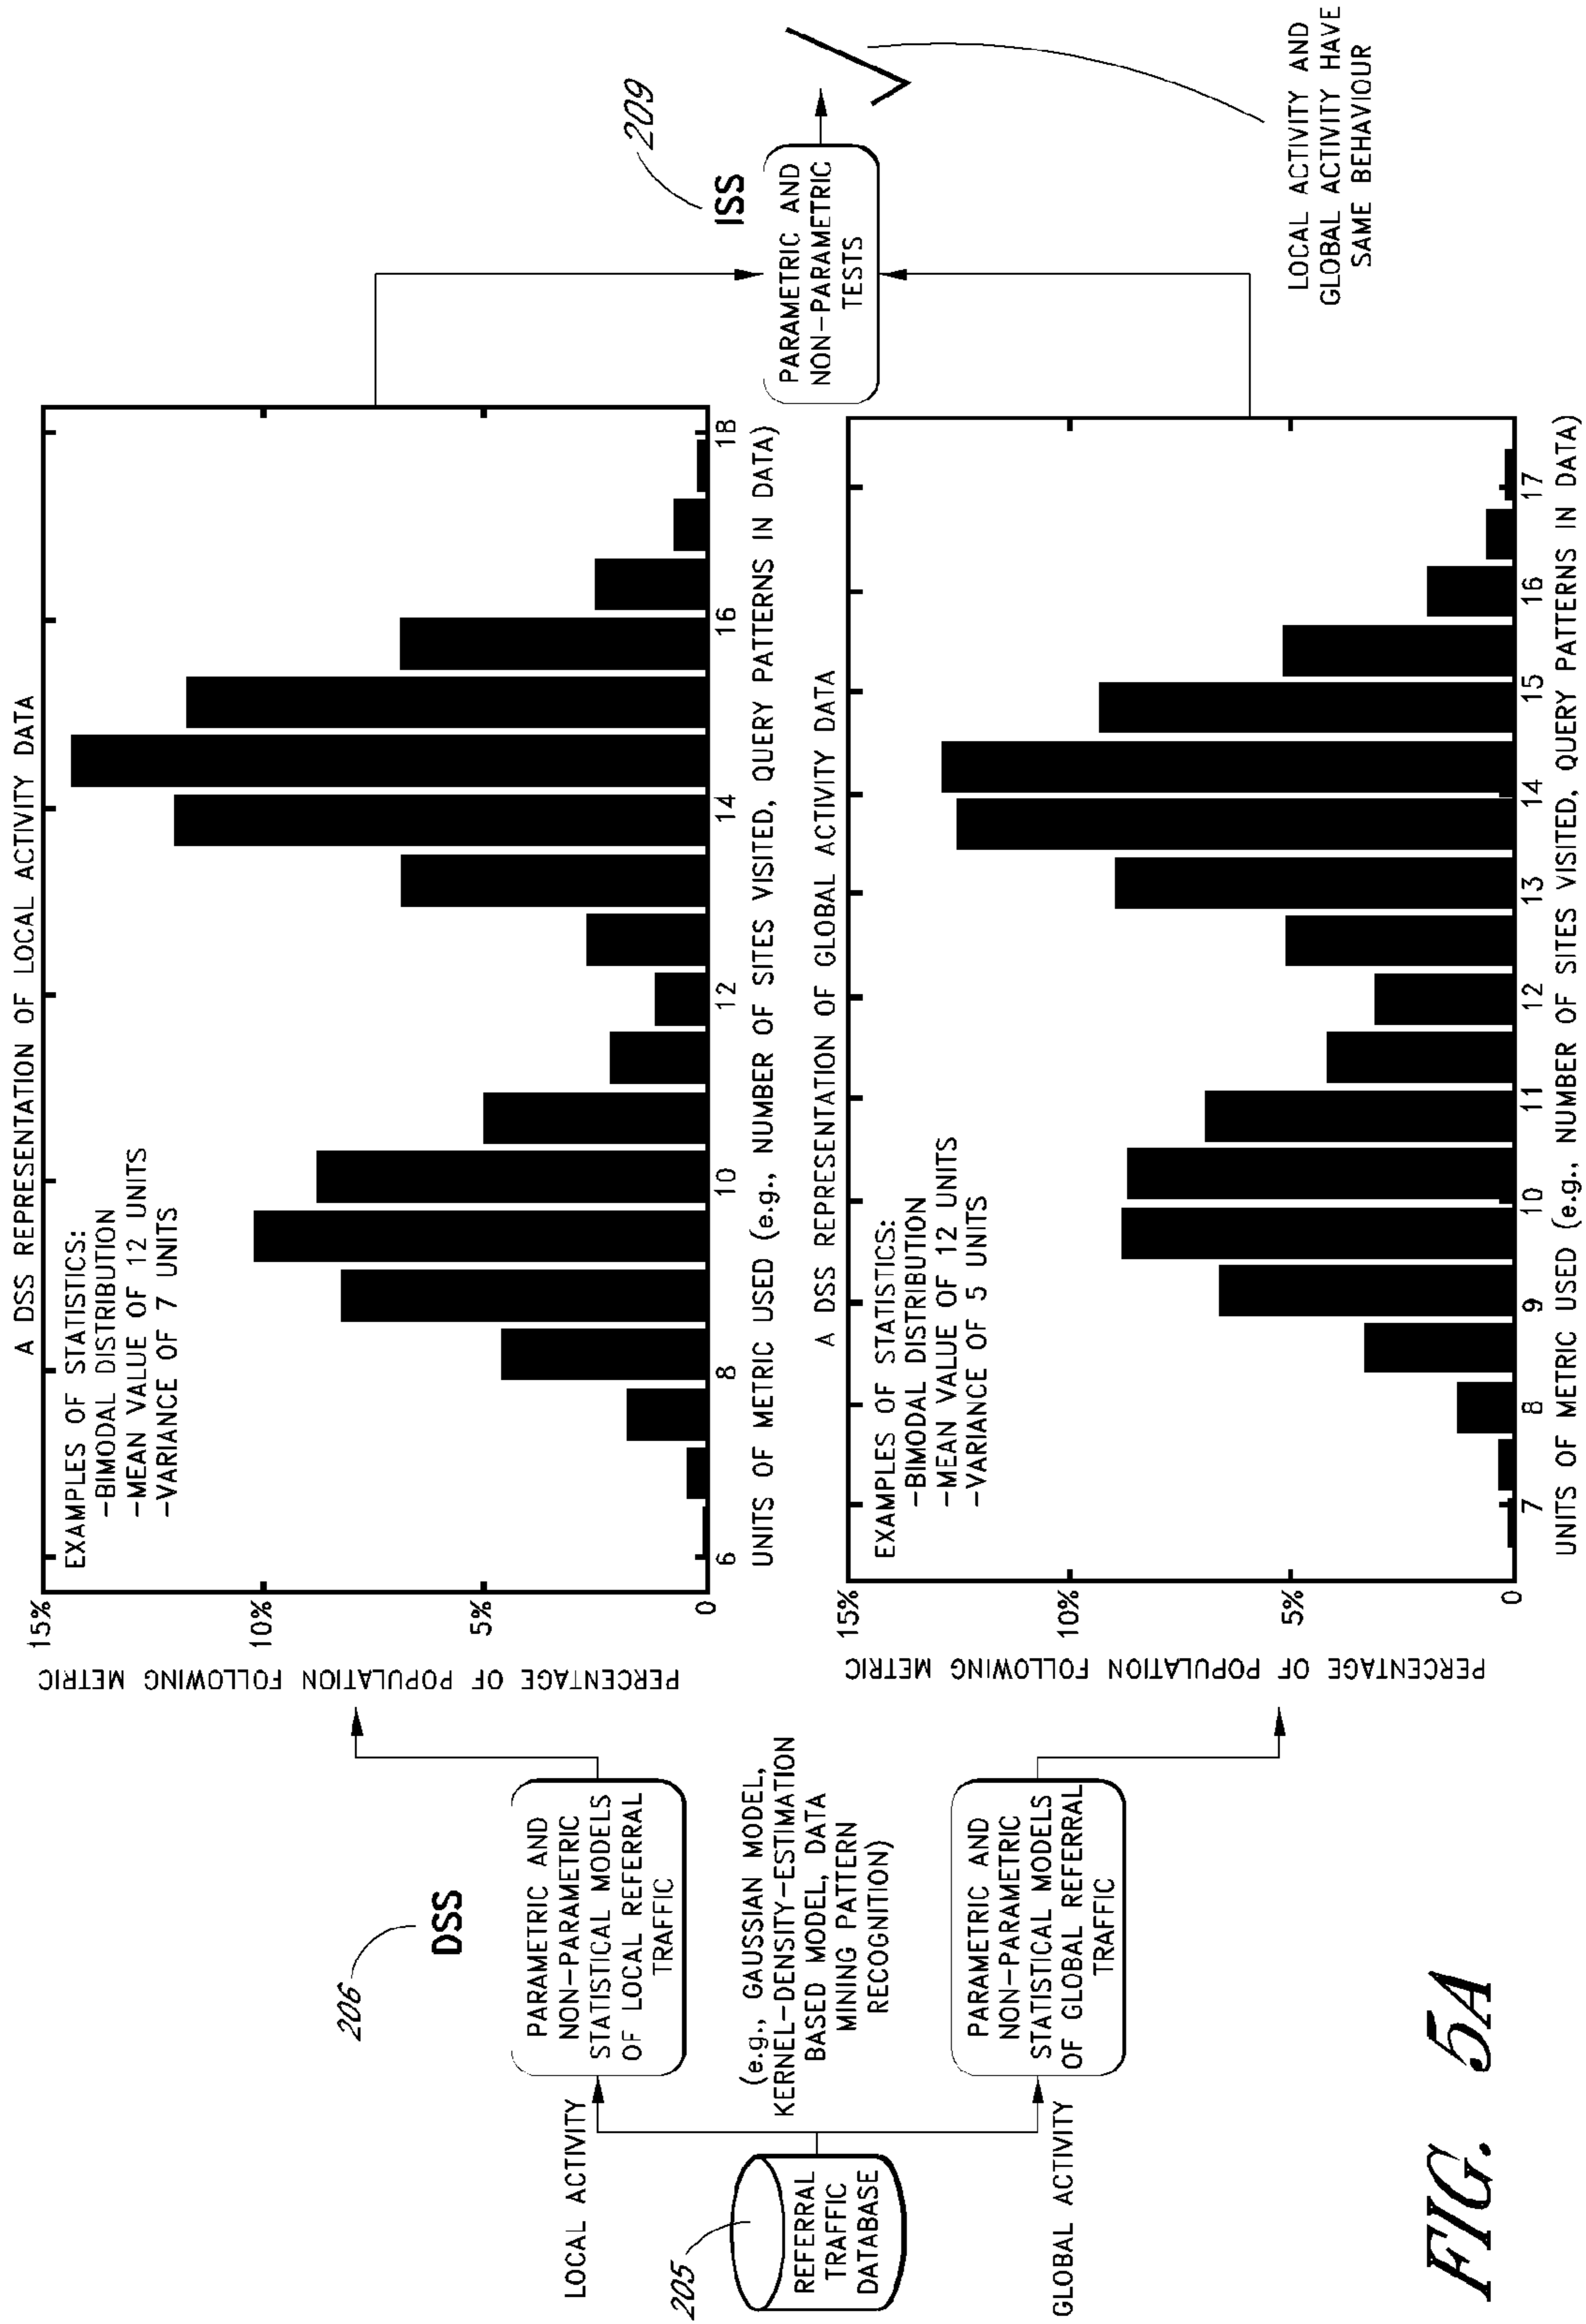 205
REFERRAL
TRAFFIC
DATABASE
LOCAL ACTIVITY
GLOBAL ACTIVITY
206
DSS
PARAMETRIC AND
NON-PARAMETRIC
STATISTICAL MODELS
OF LOCAL REFERRAL
TRAFFIC
(e.g., GAUSSIAN MODEL,
KERNEL-DENSITY-ESTIMATION
BASED MODEL, DATA
MINING PATTERN
RECOGNITION)
PARAMETRIC AND
NON-PARAMETRIC
STATISTICAL MODELS
OF GLOBAL REFERRAL
TRAFFIC
A DSS REPRESENTATION OF LOCAL ACTIVITY DATA
PERCENTAGE OF POPULATION FOLLOWING METRIC
15%
10%
5%
0
EXAMPLES OF STATISTICS:
-BIMODAL DISTRIBUTION
-MEAN VALUE OF 12 UNITS
-VARIANCE OF 7 UNITS
6 8 10 12 14 16 18
UNITS OF METRIC USED (e.g., NUMBER OF SITES VISITED, QUERY PATTERNS IN DATA)
A DSS REPRESENTATION OF GLOBAL ACTIVITY DATA
PERCENTAGE OF POPULATION FOLLOWING METRIC
15%
10%
5%
0
EXAMPLES OF STATISTICS:
-BIMODAL DISTRIBUTION
-MEAN VALUE OF 12 UNITS
-VARIANCE OF 5 UNITS
7 8 9 10 11 12 13 14 15 16 17
UNITS OF METRIC USED (e.g., NUMBER OF SITES VISITED, QUERY PATTERNS IN DATA)
209
ISS
PARAMETRIC AND
NON-PARAMETRIC
TESTS
LOCAL ACTIVITY AND
GLOBAL ACTIVITY HAVE
SAME BEHAVIOUR
FIG. 5A